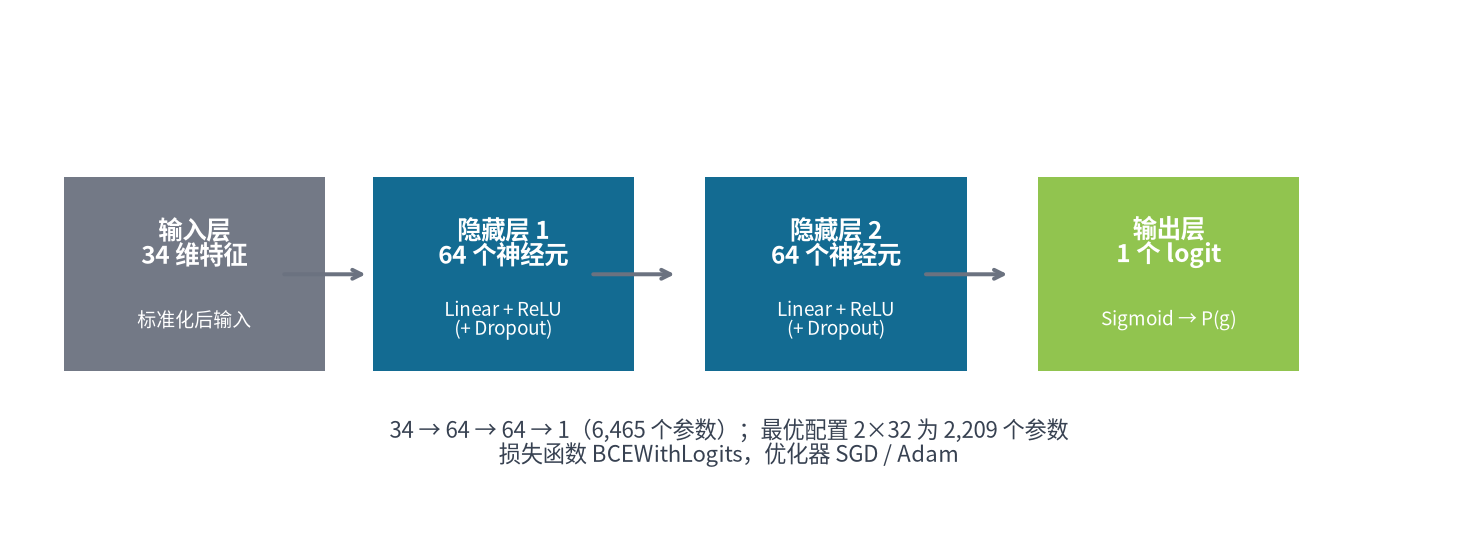 输入层
34 维特征
标准化后输入
隐藏层 1
64 个神经元
Linear + ReLU
(+ Dropout)
隐藏层 2
64 个神经元
Linear + ReLU
(+ Dropout)
输出层
1 个 logit
Sigmoid → P(g)
34 → 64 → 64 → 1（6,465 个参数）；最优配置 2×32 为 2,209 个参数
损失函数 BCEWithLogits，优化器 SGD / Adam